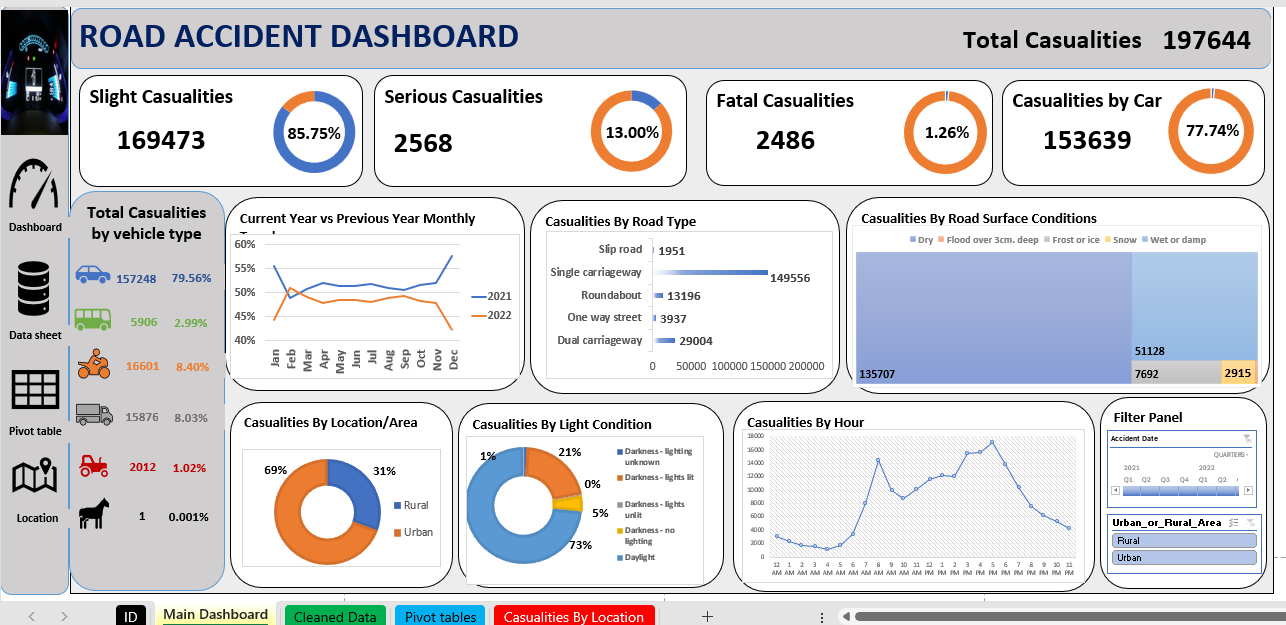 ROAD ACCIDENT DASHBOARD
Total Casualities 197644
Slight Casualities
169473
85.75%
Serious Casualities
2568
13.00%
Fatal Casualities
2486
1.26%
Casualities by Car
153639
77.74%
Dashboard
Data sheet
Pivot table
Location
Total Casualities
by vehicle type
157248 79.56%
5906 2.99%
16601 8.40%
15876 8.03%
2012 1.02%
1 0.001%
Current Year vs Previous Year Monthly
60%
55%
50%
45%
40%
Jan Feb Mar Apr May Jun Jul Aug Sep Oct Nov Dec
2021
2022
Casualities By Road Type
Slip road 1951
Single carriageway 149556
Roundabout 13196
One way street 3937
Dual carriageway 29004
0 50000 100000 150000 200000
Casualities By Road Surface Conditions
Dry Flood over 3cm. deep Frost or ice Snow Wet or damp
135707
51128
7692
2915
Casualities By Location/Area
69%
31%
Rural
Urban
Casualities By Light Condition
1%
21%
0%
5%
73%
Darkness - lighting
unknown
Darkness - lights lit
Darkness - lights
unlit
Darkness - no
lighting
Daylight
Casualities By Hour
18000
16000
14000
12000
10000
8000
6000
4000
2000
0
12 1 2 3 4 5 6 7 8 9 10 11 12 1 2 3 4 5 6 7 8 9 10 11
AM AM AM AM AM AM AM AM AM AM AM AM PM PM PM PM PM PM PM PM PM PM PM PM
Filter Panel
Accident Date
QUARTERS
2021 2022
Q1 Q2 Q3 Q4 Q1 Q2
Urban_or_Rural_Area
Rural
Urban
ID Main Dashboard Cleaned Data Pivot tables Casualities By Location